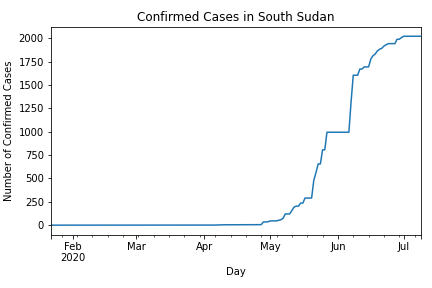 Confirmed Cases in South Sudan
Number of Confirmed Cases
2000
1750
1500
1250
1000
750
500
250
0
Feb Mar Apr May Jun Jul
2020
Day